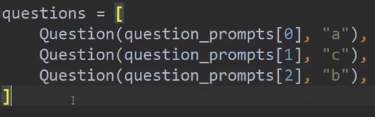 questions = [
    Question(question_prompts[0], "a"),
    Question(question_prompts[1], "c"),
    Question(question_prompts[2], "b"),
]